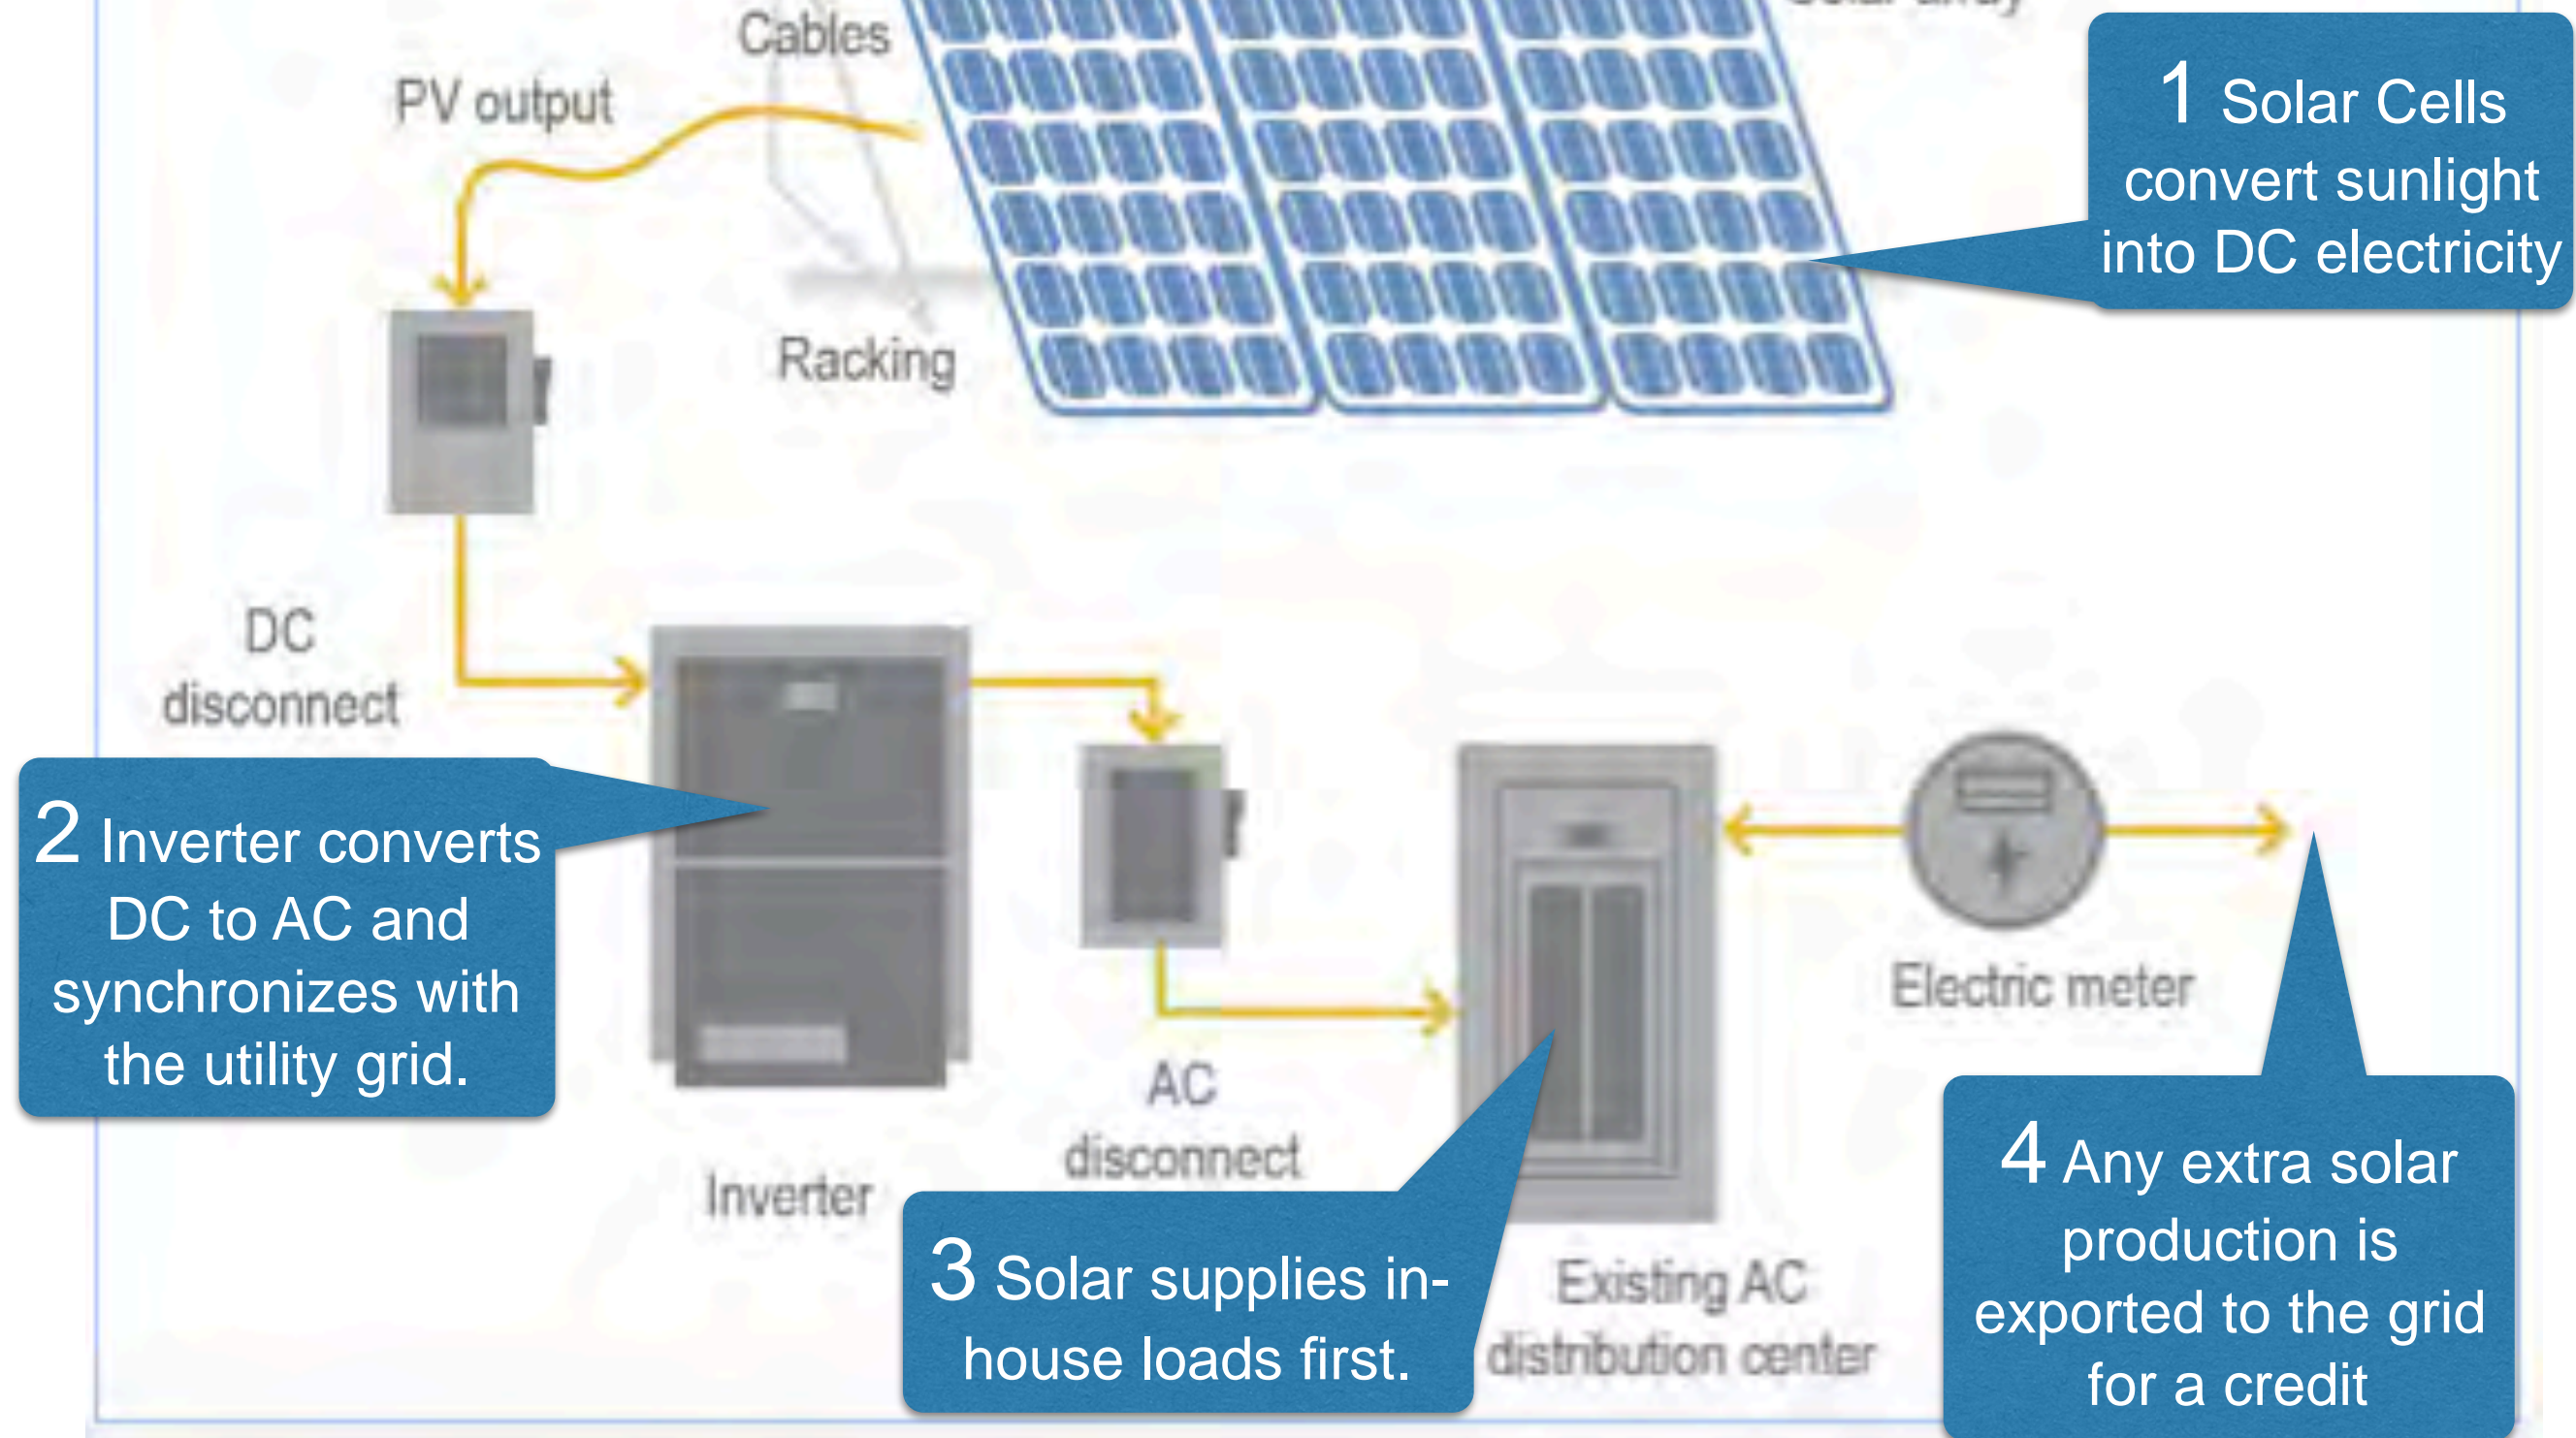 Cables
PV output
1 Solar Cells
convert sunlight
into DC electricity
Racking
DC
disconnect
2 Inverter converts
DC to AC and
synchronizes with
the utility grid.
Inverter
AC
disconnect
3 Solar supplies in-
house loads first.
Existing AC
distribution center
Electric meter
4 Any extra solar
production is
exported to the grid
for a credit